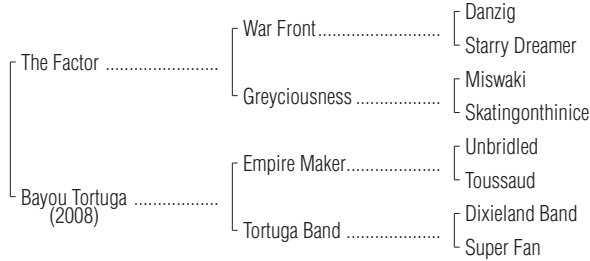 Danzig
War Front........................
Starry Dreamer
The Factor ......................
Miswaki
Greyciousness .................
Skatingonthinice
Unbridled
Empire Maker...................
Toussaud
Bayou Tortuga .................
(2008)
Dixieland Band
Tortuga Band ...................
Super Fan